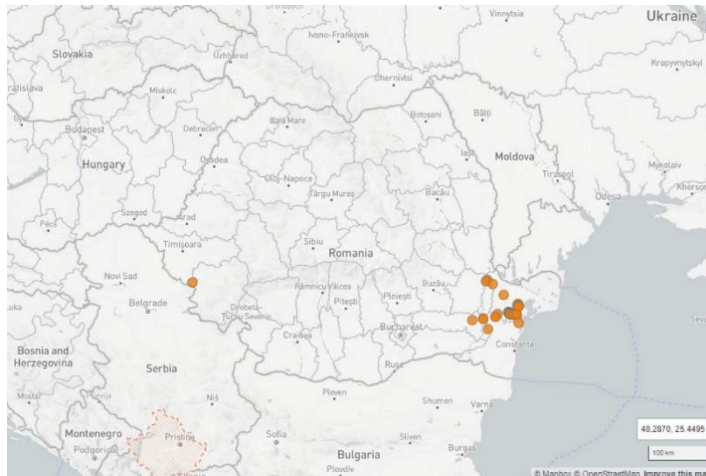 Vinnytsia
Ukraine
Ivano-Frankivsk
Slovakia
Uzhhorod
Kropyvnytskyi
Chernivtsi
Miskolc
Botoșani
Bălți
Budapest
Debrecen
Baia Mare
Iași
Moldova
Mykolaiv
Hungary
Oradea
Cluj-Napoca
Târgu Mureș
Bacău
Tiraspol
Odesa
Kherson
Szeged
Arad
Pécs
Timișoara
Sibiu
Romania
Novi Sad
Râmnicu Vâlcea
Buzău
Ploiești
Pitești
Belgrade
Drobeta-
Turnu Severin
Bucharest
Craiova
Constanța
Bosnia and
Herzegovina
Ruse
Serbia
Mostar
Niš
Pleven
Shumen
Varna
48.2870, 25.4495
Montenegro
Pristina
Sofia
Sliven
Burgas
100 km
Podgorica
Bulgaria
Plovdiv
© Mapbox © OpenStreetMap Improve this map